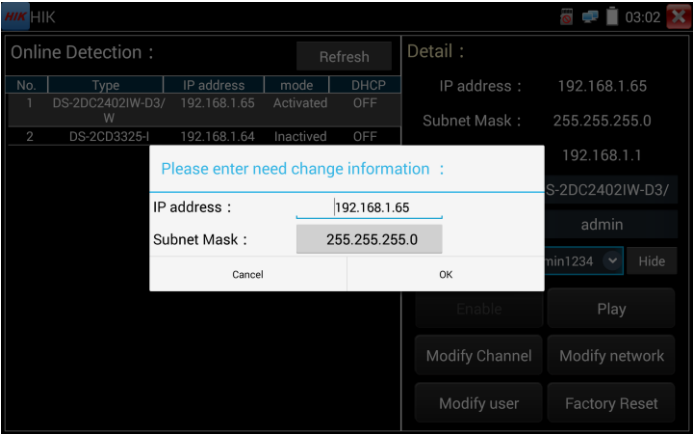 HIK HIK 03:02
Online Detection :
Refresh
No. Type IP address mode DHCP
1 DS-2DC2402IW-D3/W 192.168.1.65 Activated OFF
2 DS-2CD3325-I 192.168.1.64 Inactived OFF
Detail :
IP address : 192.168.1.65
Subnet Mask : 255.255.255.0
192.168.1.1
S-2DC2402IW-D3/
admin
min1234 Hide
Please enter need change information :
IP address : 192.168.1.65
Subnet Mask : 255.255.255.0
Cancel OK
Enable Play
Modify Channel Modify network
Modify user Factory Reset